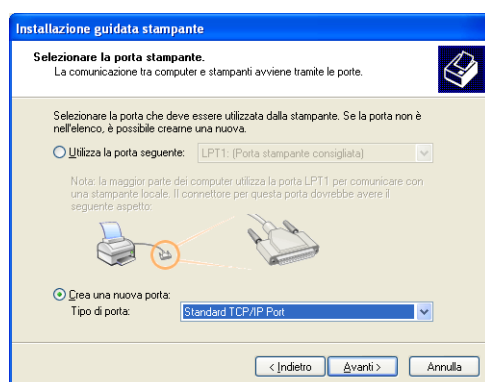 Installazione guidata stampante
Selezionare la porta stampante.
La comunicazione tra computer e stampanti avviene tramite le porte.
Selezionare la porta che deve essere utilizzata dalla stampante. Se la porta non è
nell'elenco, è possibile crearne una nuova.
Utilizza la porta seguente: LPT1: (Porta stampante consigliata)
Nota: la maggior parte dei computer utilizza la porta LPT1 per comunicare con
una stampante locale. Il connettore per questa porta dovrebbe avere il
seguente aspetto:
Crea una nuova porta:
Tipo di porta: Standard TCP/IP Port
< Indietro Avanti > Annulla